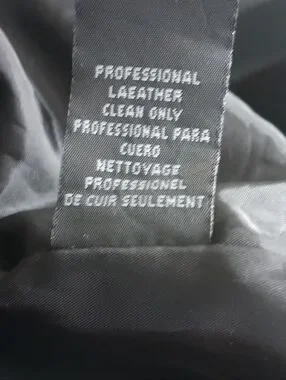 PROFESSIONAL
LAEATHER
CLEAN ONLY
PROFESSIONAL PARA
CUERO
NETTOYAGE
PROFESSIONEL
DE CUIR SEULEMENT